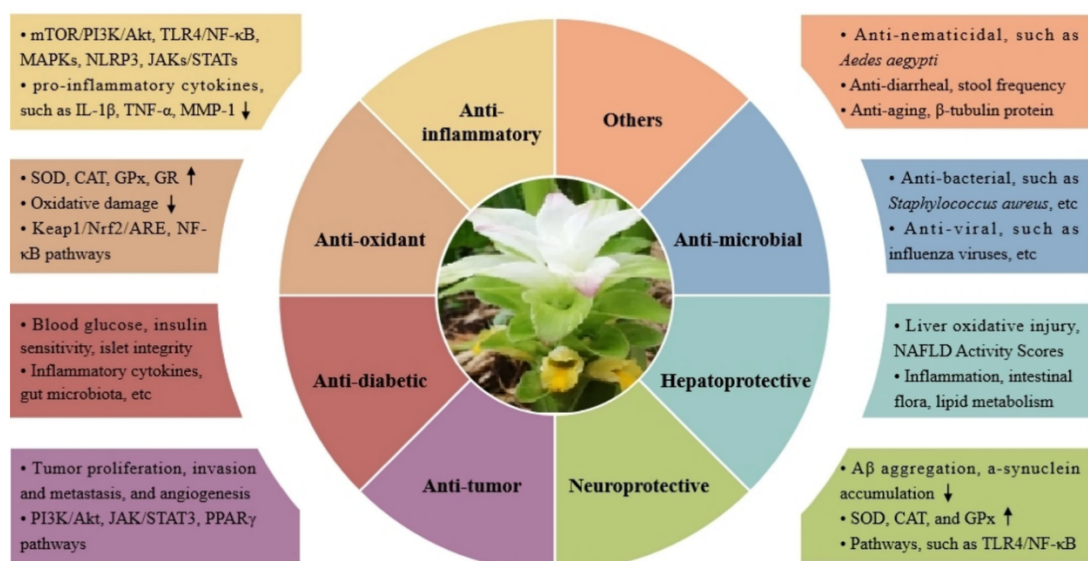 • mTOR/PI3K/Akt, TLR4/NF-κB,
MAPKs, NLRP3, JAKs/STATs
• pro-inflammatory cytokines,
such as IL-1β, TNF-α, MMP-1 ↓
• SOD, CAT, GPx, GR ↑
• Oxidative damage ↓
• Keap1/Nrf2/ARE, NF-
κB pathways
• Blood glucose, insulin
sensitivity, islet integrity
• Inflammatory cytokines,
gut microbiota, etc
• Tumor proliferation, invasion
and metastasis, and angiogenesis
• PI3K/Akt, JAK/STAT3, PPARγ
pathways
Anti-
inflammatory
Others
Anti-oxidant
Anti-microbial
Anti-diabetic
Hepatoprotective
Anti-tumor
Neuroprotective
• Anti-nematicidal, such as
Aedes aegypti
• Anti-diarrheal, stool frequency
• Anti-aging, β-tubulin protein
• Anti-bacterial, such as
Staphylococcus aureus, etc
• Anti-viral, such as
influenza viruses, etc
• Liver oxidative injury,
NAFLD Activity Scores
• Inflammation, intestinal
flora, lipid metabolism
• Aβ aggregation, a-synuclein
accumulation ↓
• SOD, CAT, and GPx ↑
• Pathways, such as TLR4/NF-κB